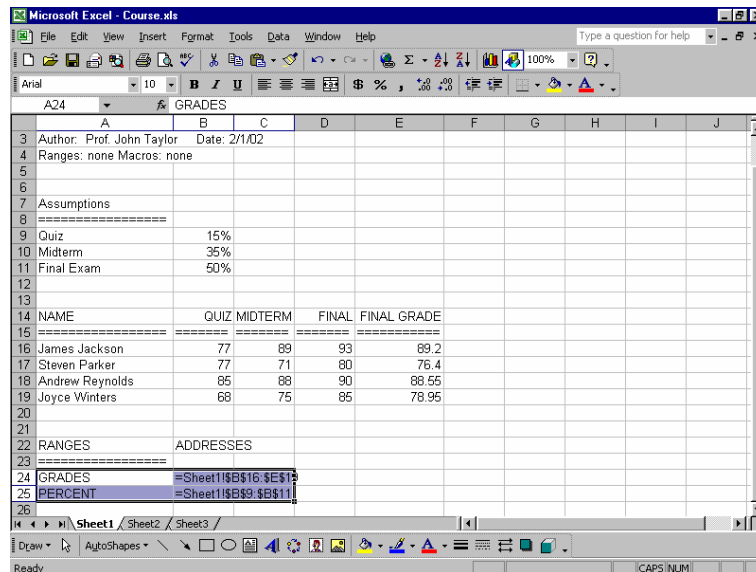 Microsoft Excel - Course.xls
File Edit View Insert Format Tools Data Window Help Type a question for help
100%
Arial 10 B I U $ % ,
A24 fx GRADES
A B C D E F G H I J
3 Author: Prof. John Taylor Date: 2/1/02
4 Ranges: none Macros: none
5
6
7 Assumptions
8 =================
9 Quiz 15%
10 Midterm 35%
11 Final Exam 50%
12
13
14 NAME QUIZ MIDTERM FINAL FINAL GRADE
15 ================= ======= ======= ======= ===========
16 James Jackson 77 89 93 89.2
17 Steven Parker 77 71 80 76.4
18 Andrew Reynolds 85 88 90 88.55
19 Joyce Winters 68 75 85 78.95
20
21
22 RANGES ADDRESSES
23 =================
24 GRADES =Sheet1!$B$16:$E$19
25 PERCENT =Sheet1!$B$9:$B$11
26
Sheet1 Sheet2 Sheet3
Draw AutoShapes
Ready CAPS NUM